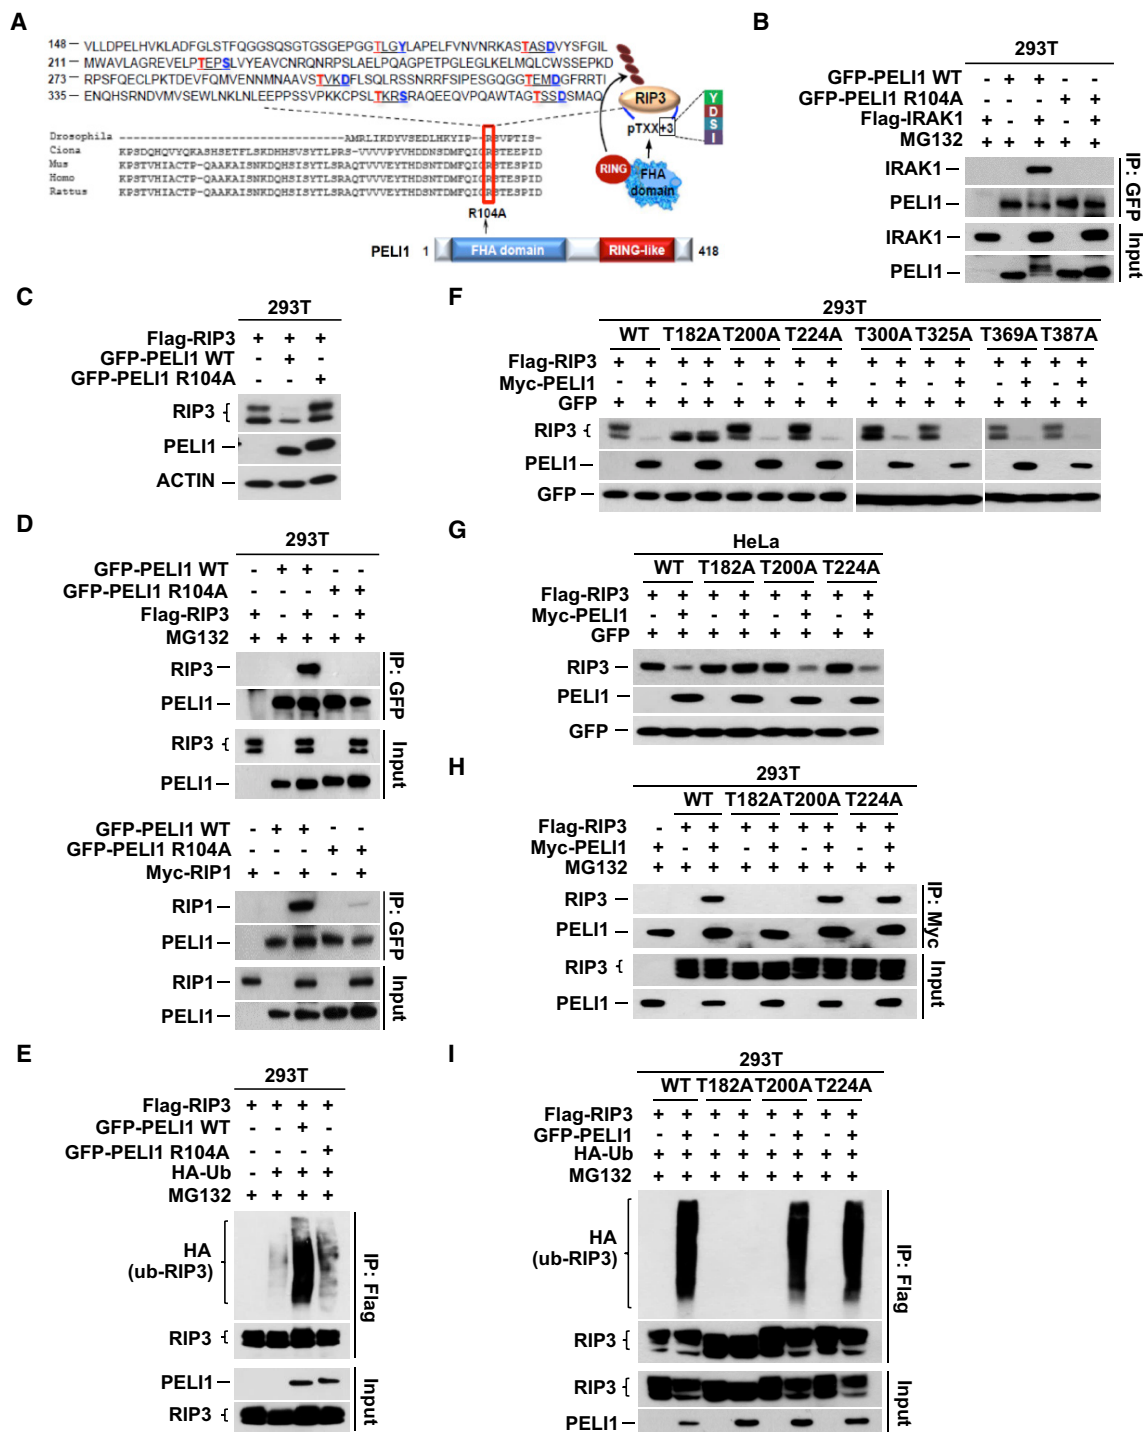 A
148 — VLLDPELHVKLADFGLSTFQGGSQSGTGSGEPGGTLGYLAPELFVNVNRKASTASDVYSFGIL
211 — MWAVLAGREVELPTEPSLVYEAVCNRQNRPSLAELPQAGPETPGLEGLKELMQLCWSSEPKD
273 — RPSFQECLPKTDEVFQMVENNMNAAVSTVKDFLSQLRSSNRRFSIPESGQGGTEMDGFRRTI
335 — ENQHSRNDVMVSEWLNKLNLEEPPSSVPKKCPSLTKRSRAQEEQVPQAWTAGTSSDSMAQ
Drosophila
Ciona
Mus
Homo
Rattus
R104A
PELI1 1 FHA domain RING-like 418
RIP3
pTXX+3
Y
D
S
I
RING
FHA domain
B
293T
GFP-PELI1 WT - + + - -
GFP-PELI1 R104A - - - + +
Flag-IRAK1 + - + - +
MG132 + + + + +
IRAK1
PELI1
IP: GFP
IRAK1
PELI1
Input
C
293T
Flag-RIP3 + + +
GFP-PELI1 WT - + -
GFP-PELI1 R104A - - +
RIP3
PELI1
ACTIN
D
293T
GFP-PELI1 WT - + + - -
GFP-PELI1 R104A - - - + +
Flag-RIP3 + - + - +
MG132 + + + + +
RIP3
PELI1
IP: GFP
RIP3
PELI1
Input
GFP-PELI1 WT - + + - -
GFP-PELI1 R104A - - - + +
Myc-RIP1 + - + - +
RIP1
PELI1
IP: GFP
RIP1
PELI1
Input
E
293T
Flag-RIP3 + + + +
GFP-PELI1 WT - - + -
GFP-PELI1 R104A - - - +
HA-Ub - + + +
MG132 + + + +
HA
(ub-RIP3)
RIP3
IP: Flag
PELI1
RIP3
Input
F
293T
WT T182A T200A T224A T300A T325A T369A T387A
Flag-RIP3 + + + + + + + + + + + + + + + +
Myc-PELI1 - + - + - + - + - + - + - + - +
GFP + + + + + + + + + + + + + + + +
RIP3
PELI1
GFP
G
HeLa
WT T182A T200A T224A
Flag-RIP3 + + + + + + + +
Myc-PELI1 - + - + - + - +
GFP + + + + + + + +
RIP3
PELI1
GFP
H
293T
WT T182A T200A T224A
Flag-RIP3 - + + + + + + + +
Myc-PELI1 + - + - + - + - +
MG132 + + + + + + + + +
RIP3
PELI1
IP: Myc
RIP3
PELI1
Input
I
293T
WT T182A T200A T224A
Flag-RIP3 + + + + + + + +
GFP-PELI1 - + - + - + - +
HA-Ub + + + + + + + +
MG132 + + + + + + + +
HA
(ub-RIP3)
RIP3
IP: Flag
RIP3
PELI1
Input